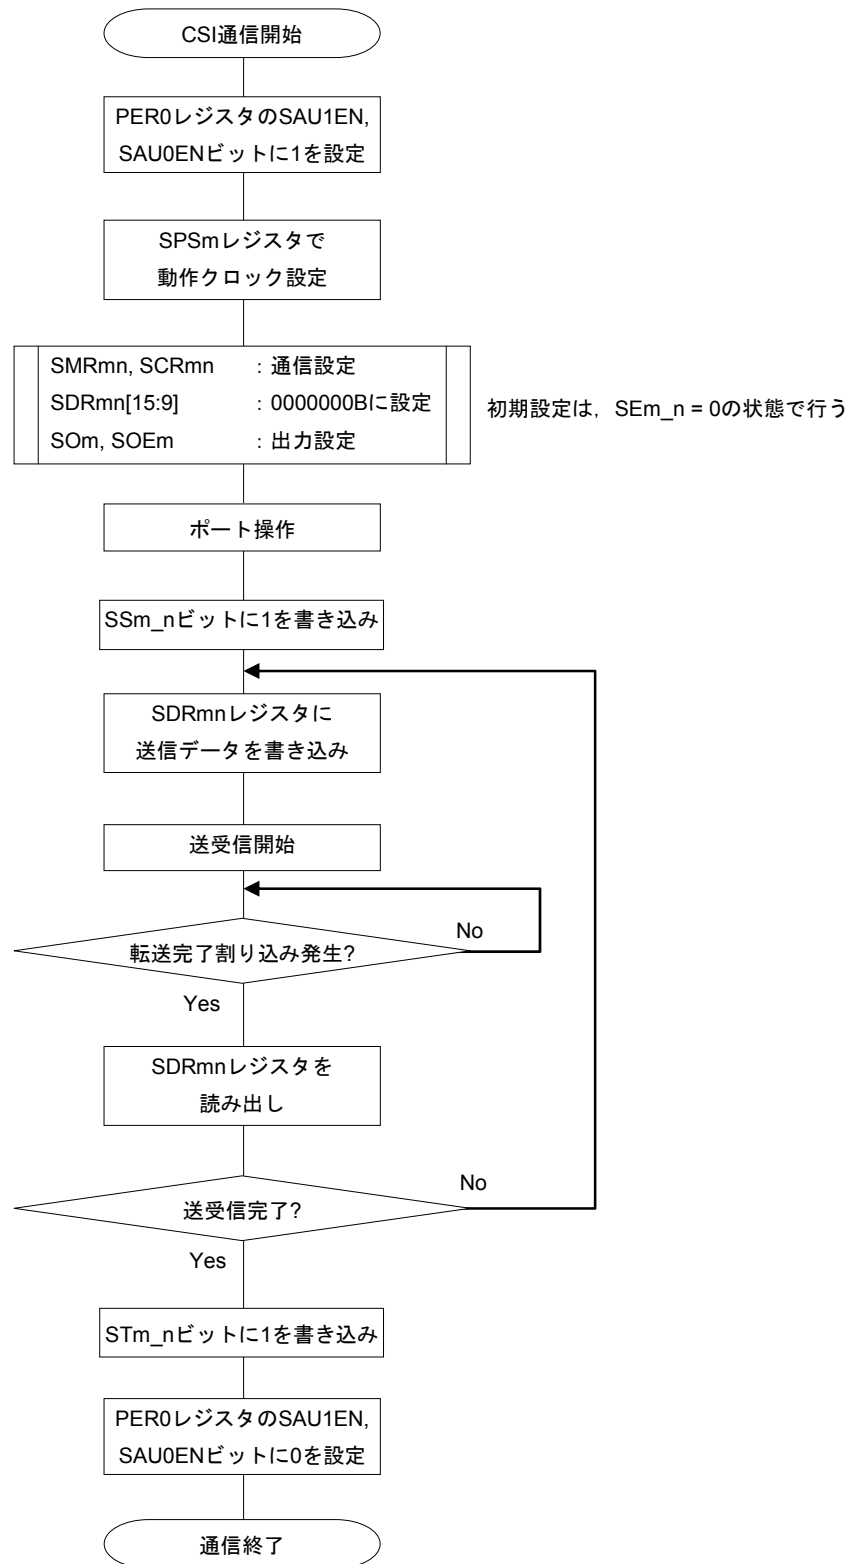 CSI通信開始
PER0レジスタのSAU1EN,
SAU0ENビットに1を設定
SPSmレジスタで
動作クロック設定
SMRmn, SCRmn : 通信設定
SDRmn[15:9] : 0000000Bに設定
SOm, SOEm : 出力設定
初期設定は，SEm_n = 0の状態で行う
ポート操作
SSm_nビットに1を書き込み
SDRmnレジスタに
送信データを書き込み
送受信開始
転送完了割り込み発生?
No
Yes
SDRmnレジスタを
読み出し
送受信完了?
No
Yes
STm_nビットに1を書き込み
PER0レジスタのSAU1EN,
SAU0ENビットに0を設定
通信終了